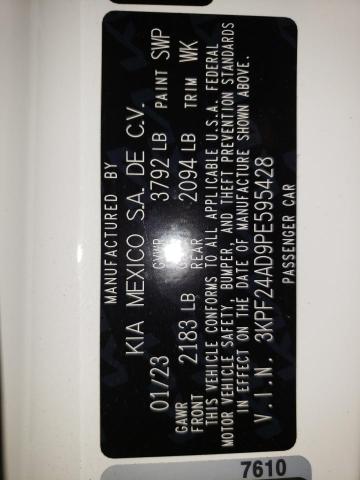 MANUFACTURED BY
KIA MEXICO S.A. DE C.V.
01/23 GVWR 3792 LB PAINT SWP
GAWR FRONT 2183 LB REAR 2094 LB TRIM WK
THIS VEHICLE CONFORMS TO ALL APPLICABLE U.S.A. FEDERAL
MOTOR VEHICLE SAFETY, BUMPER, AND THEFT PREVENTION STANDARDS
IN EFFECT ON THE DATE OF MANUFACTURE SHOWN ABOVE.
V.I.N. 3KPF24AD9PE595428
PASSENGER CAR
7610